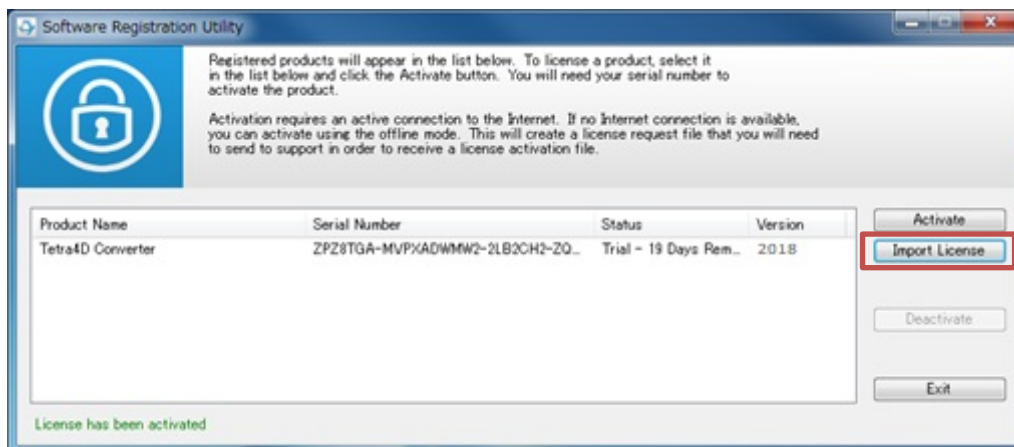 Software Registration Utility
Registered products will appear in the list below. To license a product, select it
in the list below and click the Activate button. You will need your serial number to
activate the product.
Activation requires an active connection to the Internet. If no Internet connection is available,
you can activate using the offline mode. This will create a license request file that you will need
to send to support in order to receive a license activation file.
Product Name Serial Number Status Version
Tetra4D Converter ZPZ8TGA-MVPXADWMW2-2LB2CH2-ZQ... Trial - 19 Days Rem... 2018
Activate
Import License
Deactivate
Exit
License has been activated